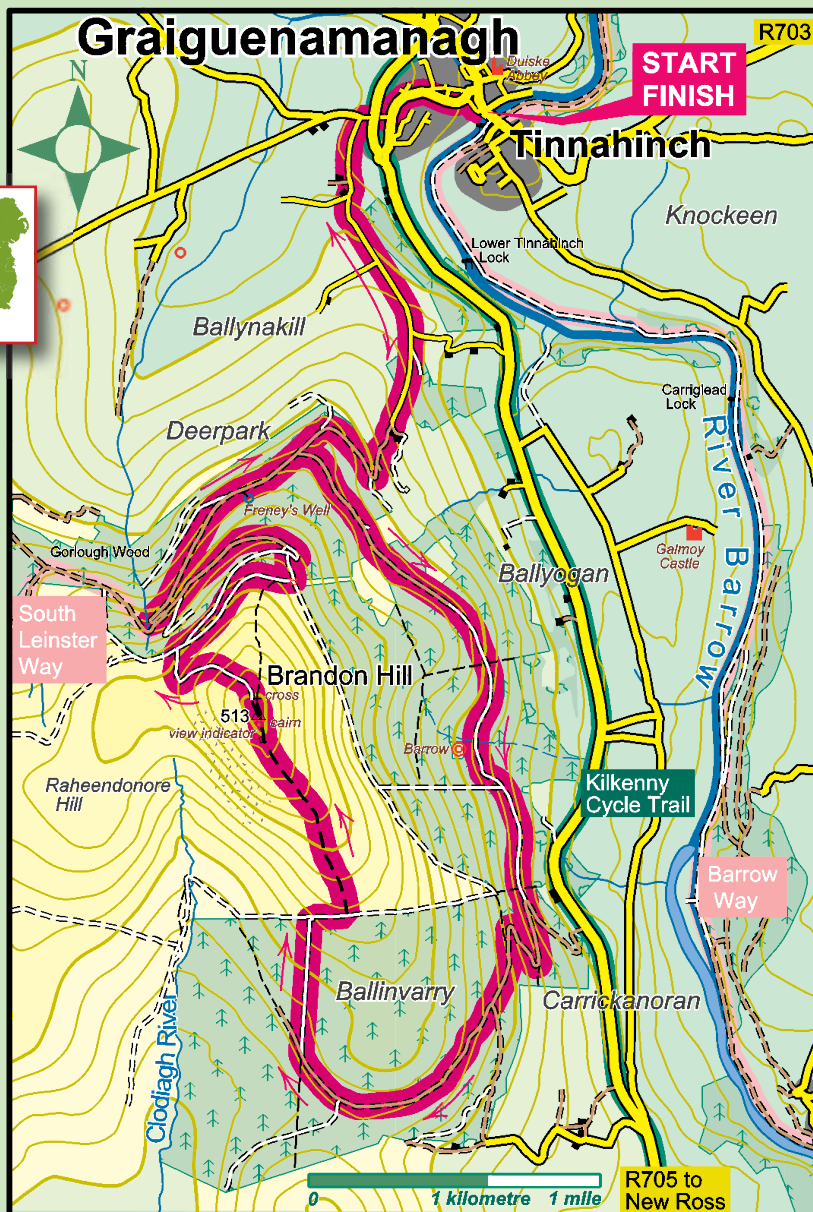 Graiguenamanagh
R703
N
Duiske
Abbey
START
FINISH
Tinnahinch
Knockeen
Lower Tinnahinch
Lock
Ballynakill
Carriglead
Lock
Deerpark
River Barrow
Freney's Well
Gorlough Wood
Galmoy
Castle
Ballyogan
South
Leinster
Way
Brandon Hill
cross
513
cairn
view indicator
Barrow
Raheendonore
Hill
Kilkenny
Cycle Trail
Barrow
Way
Ballinvarry
Carrickanoran
Clodiagh River
0 1 kilometre 1 mile
R705 to
New Ross